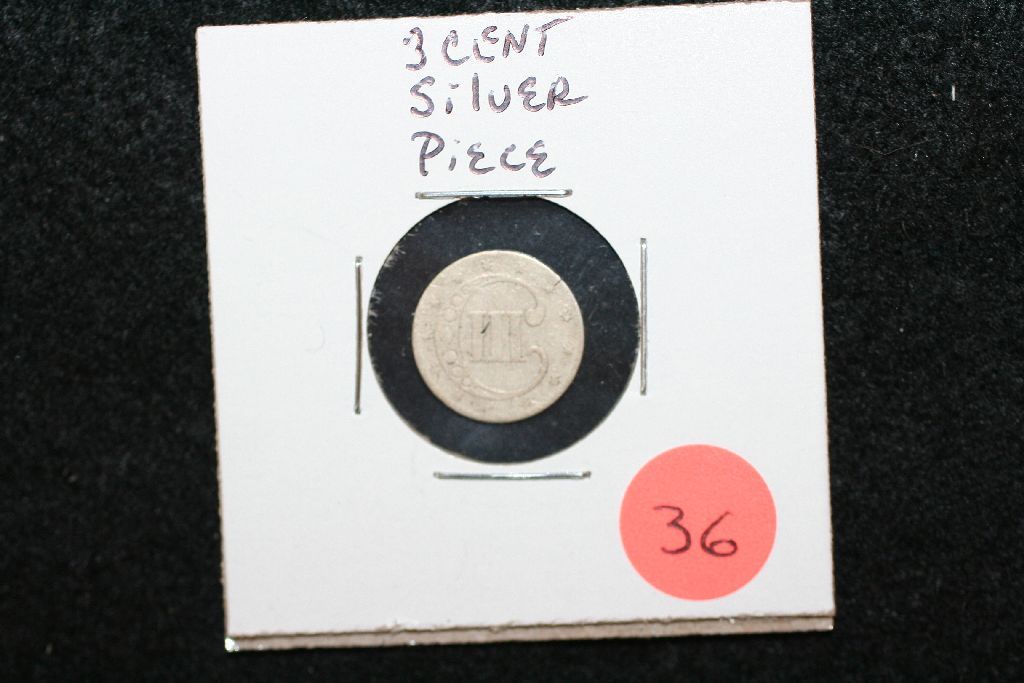 3 CENT
SilVER
PiECE
III
36